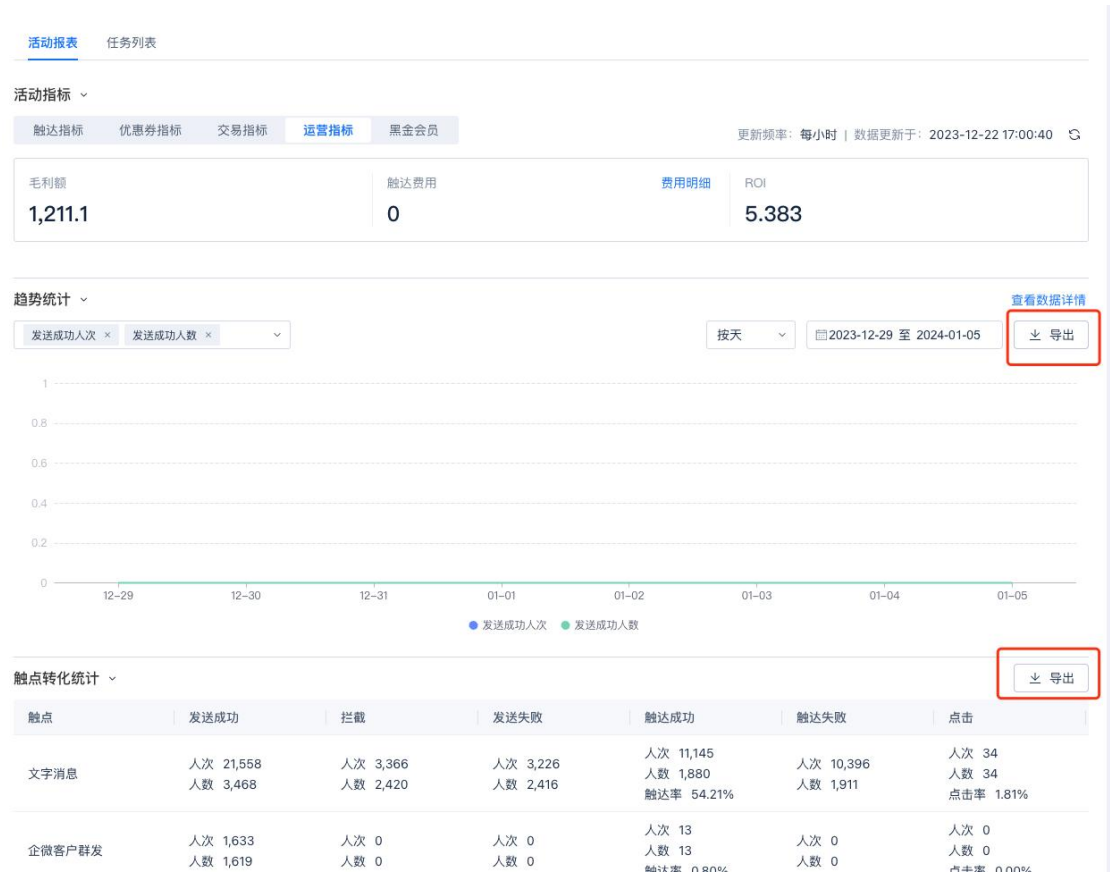 活动报表 任务列表
活动指标
触达指标 优惠券指标 交易指标 运营指标 黑金会员
更新频率：每小时 | 数据更新于：2023-12-22 17:00:40
毛利额 触达费用 费用明细 ROI
1,211.1 0 5.383
趋势统计 查看数据详情
发送成功人次 × 发送成功人数 × 按天 2023-12-29 至 2024-01-05 导出
1
0.8
0.6
0.4
0.2
0
12-29 12-30 12-31 01-01 01-02 01-03 01-04 01-05
发送成功人次 发送成功人数
触点转化统计 导出
触点 发送成功 拦截 发送失败 触达成功 触达失败 点击
文字消息 人次 21,558 人次 3,366 人次 3,226 人次 11,145 人次 10,396 人次 34
人数 3,468 人数 2,420 人数 2,416 人数 1,880 人数 1,911 人数 34
触达率 54.21% 点击率 1.81%
企微客户群发 人次 1,633 人次 0 人次 0 人次 13 人次 0 人次 0
人数 1,619 人数 0 人数 0 人数 13 人数 0 人数 0
触达率 0.80% 点击率 0.00%